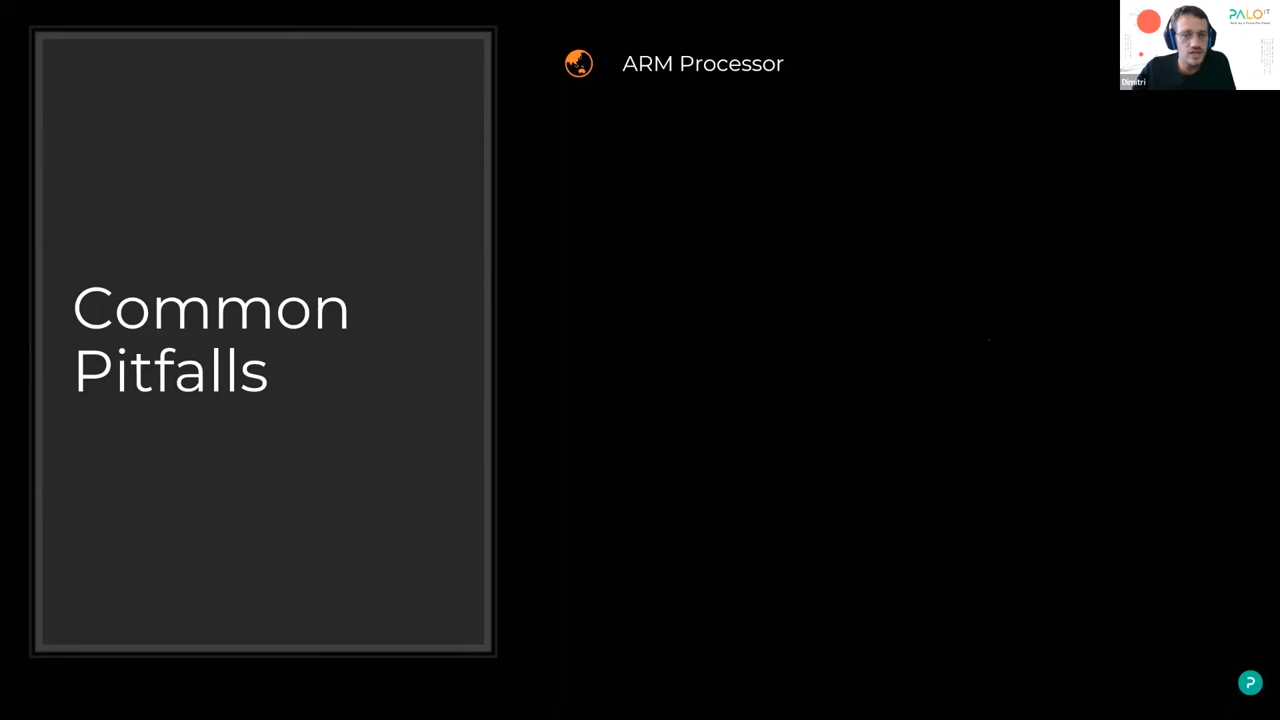 Common
Pitfalls
ARM Processor
PALO IT
Dimitri